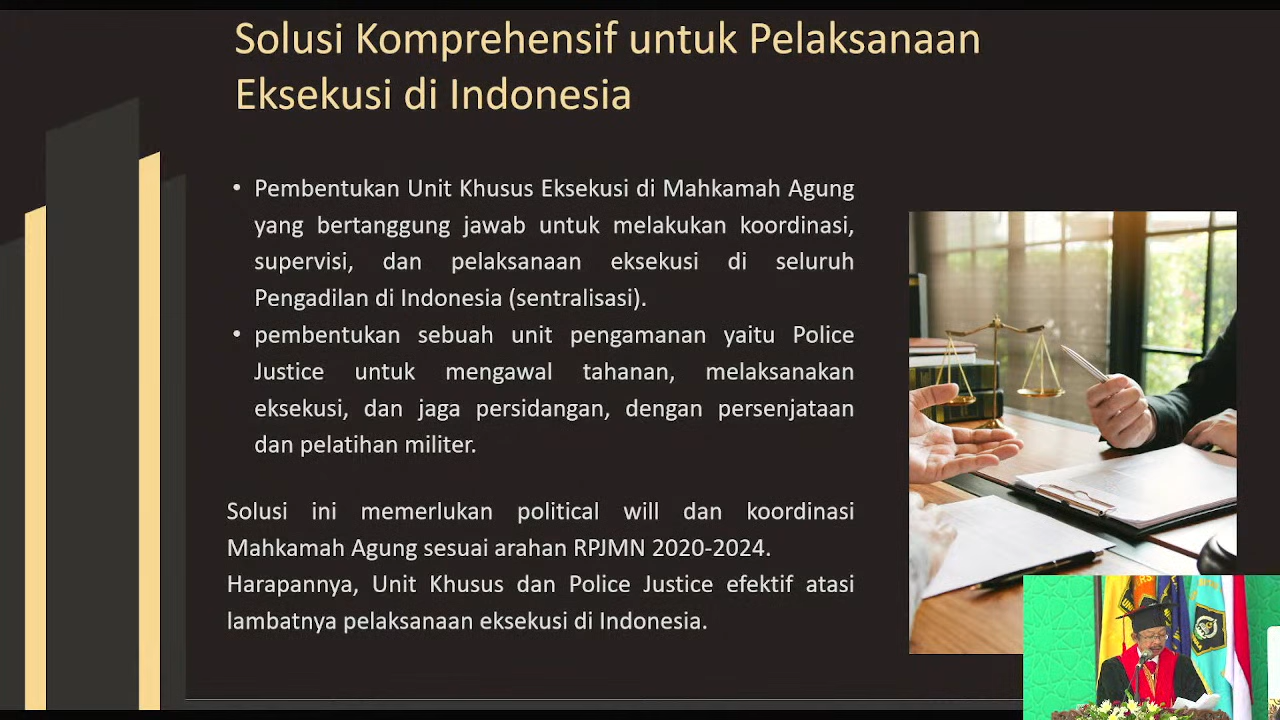 Solusi Komprehensif untuk Pelaksanaan
Eksekusi di Indonesia
• Pembentukan Unit Khusus Eksekusi di Mahkamah Agung
yang bertanggung jawab untuk melakukan koordinasi,
supervisi, dan pelaksanaan eksekusi di seluruh
Pengadilan di Indonesia (sentralisasi).
• pembentukan sebuah unit pengamanan yaitu Police
Justice untuk mengawal tahanan, melaksanakan
eksekusi, dan jaga persidangan, dengan persenjataan
dan pelatihan militer.
Solusi ini memerlukan political will dan koordinasi
Mahkamah Agung sesuai arahan RPJMN 2020-2024.
Harapannya, Unit Khusus dan Police Justice efektif atasi
lambatnya pelaksanaan eksekusi di Indonesia.